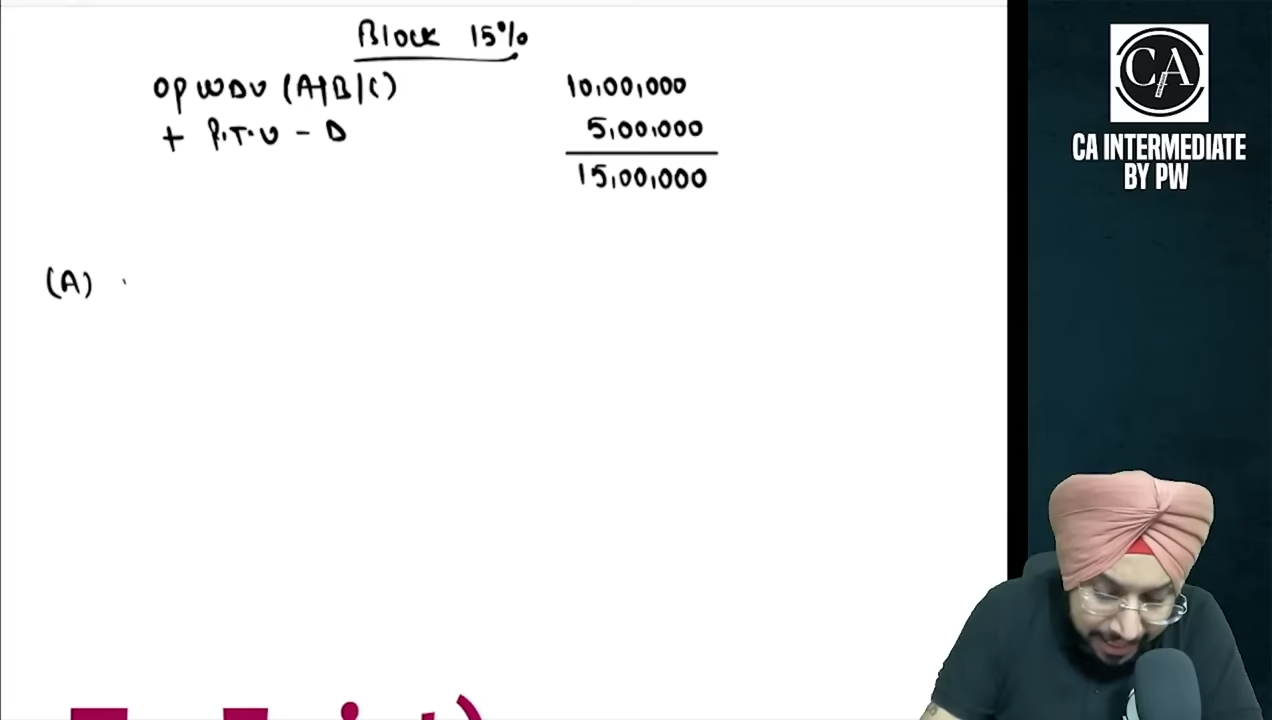 Block 15%
Op WDV (A/B/C) 10,00,000
+ P.T.U - D 5,00,000
15,00,000
(A)
CA
CA INTERMEDIATE
BY PW